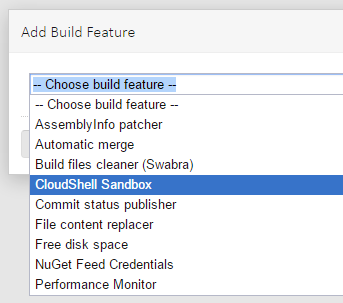 Add Build Feature
-- Choose build feature --
-- Choose build feature --
AssemblyInfo patcher
Automatic merge
Build files cleaner (Swabra)
CloudShell Sandbox
Commit status publisher
File content replacer
Free disk space
NuGet Feed Credentials
Performance Monitor